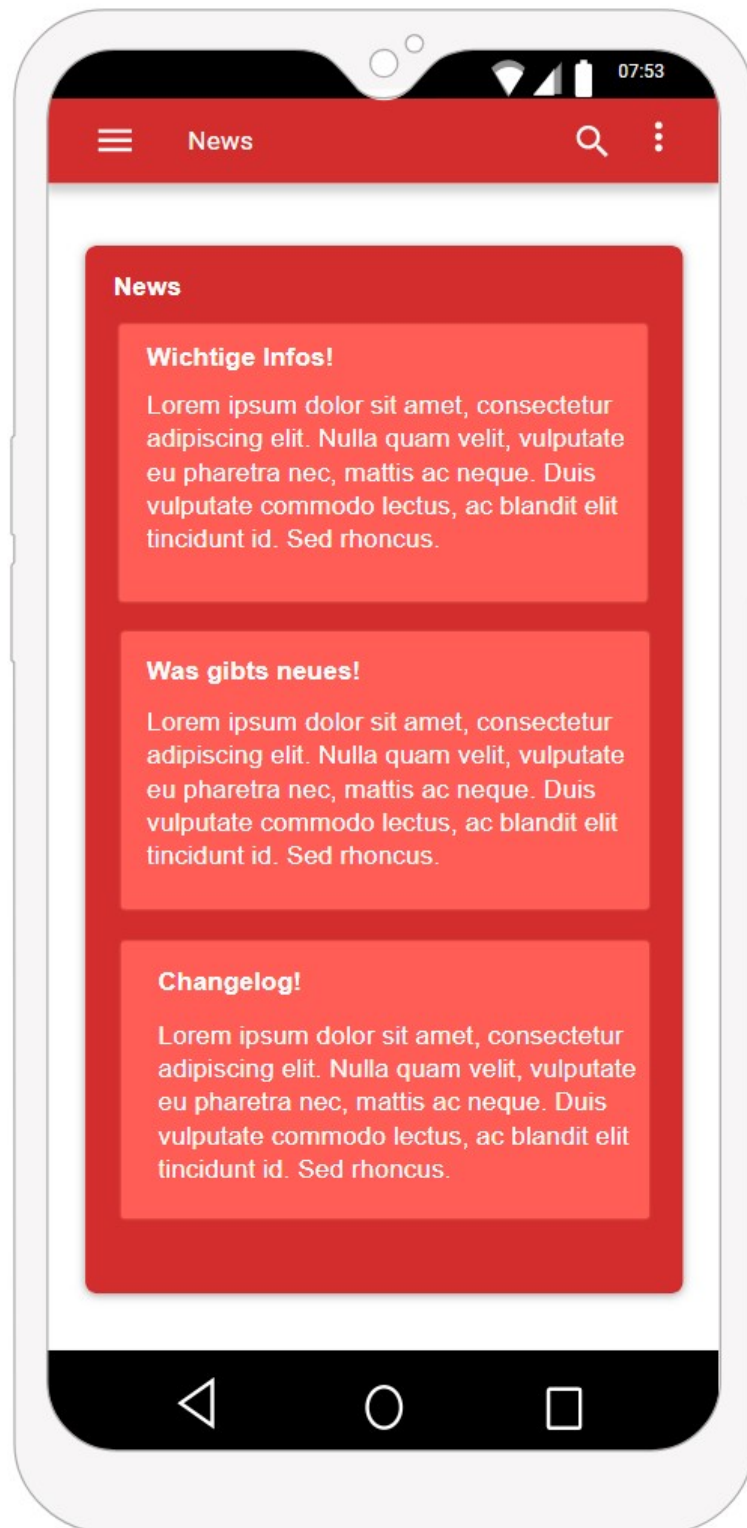 07:53
News
News
Wichtige Infos!
Lorem ipsum dolor sit amet, consectetur
adipiscing elit. Nulla quam velit, vulputate
eu pharetra nec, mattis ac neque. Duis
vulputate commodo lectus, ac blandit elit
tincidunt id. Sed rhoncus.
Was gibts neues!
Lorem ipsum dolor sit amet, consectetur
adipiscing elit. Nulla quam velit, vulputate
eu pharetra nec, mattis ac neque. Duis
vulputate commodo lectus, ac blandit elit
tincidunt id. Sed rhoncus.
Changelog!
Lorem ipsum dolor sit amet, consectetur
adipiscing elit. Nulla quam velit, vulputate
eu pharetra nec, mattis ac neque. Duis
vulputate commodo lectus, ac blandit elit
tincidunt id. Sed rhoncus.